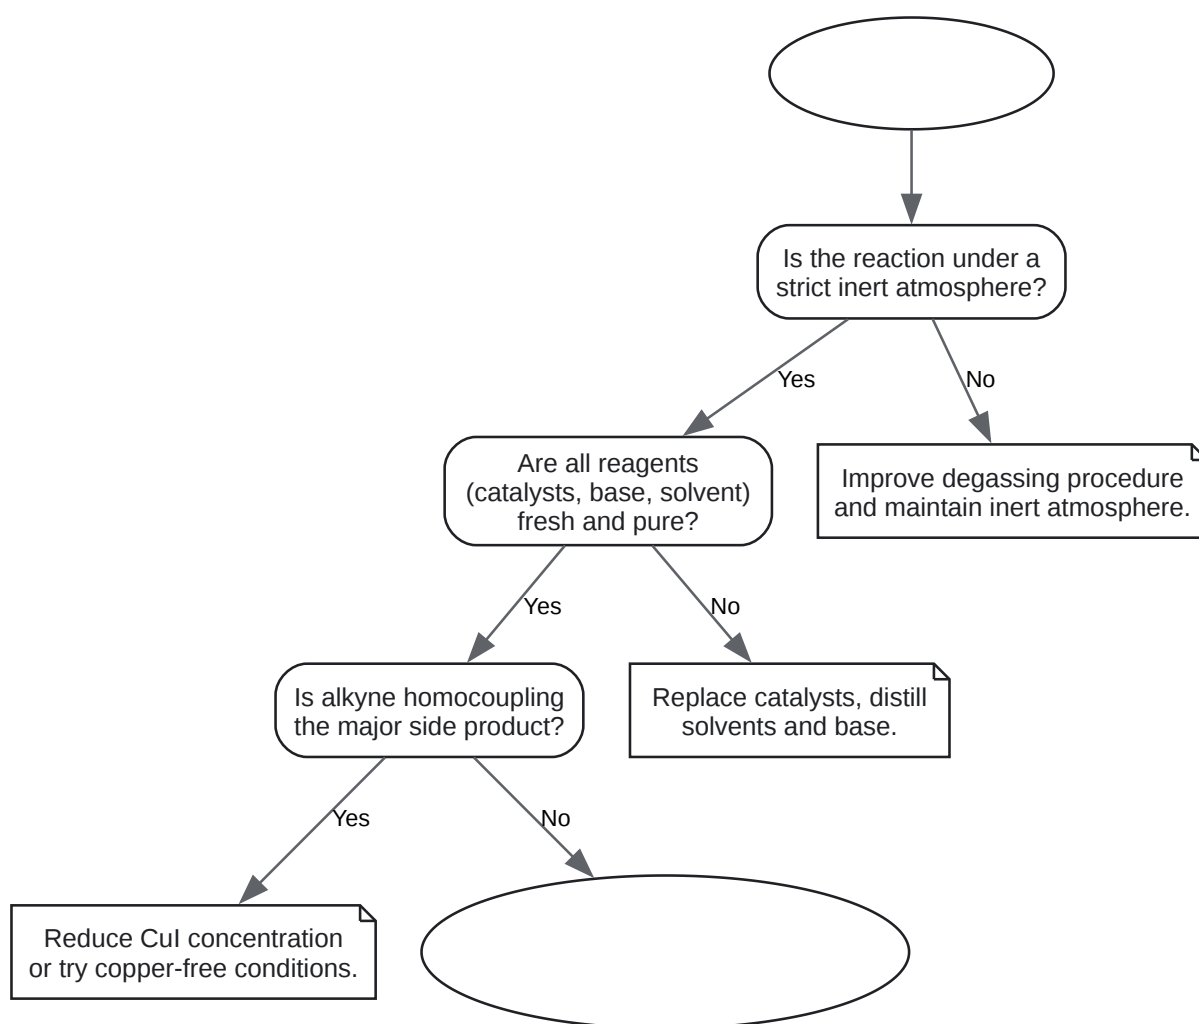 Is the reaction under a
strict inert atmosphere?
Yes
No
Are all reagents
(catalysts, base, solvent)
fresh and pure?
Improve degassing procedure
and maintain inert atmosphere.
Yes
No
Is alkyne homocoupling
the major side product?
Replace catalysts, distill
solvents and base.
Yes
No
Reduce CuI concentration
or try copper-free conditions.